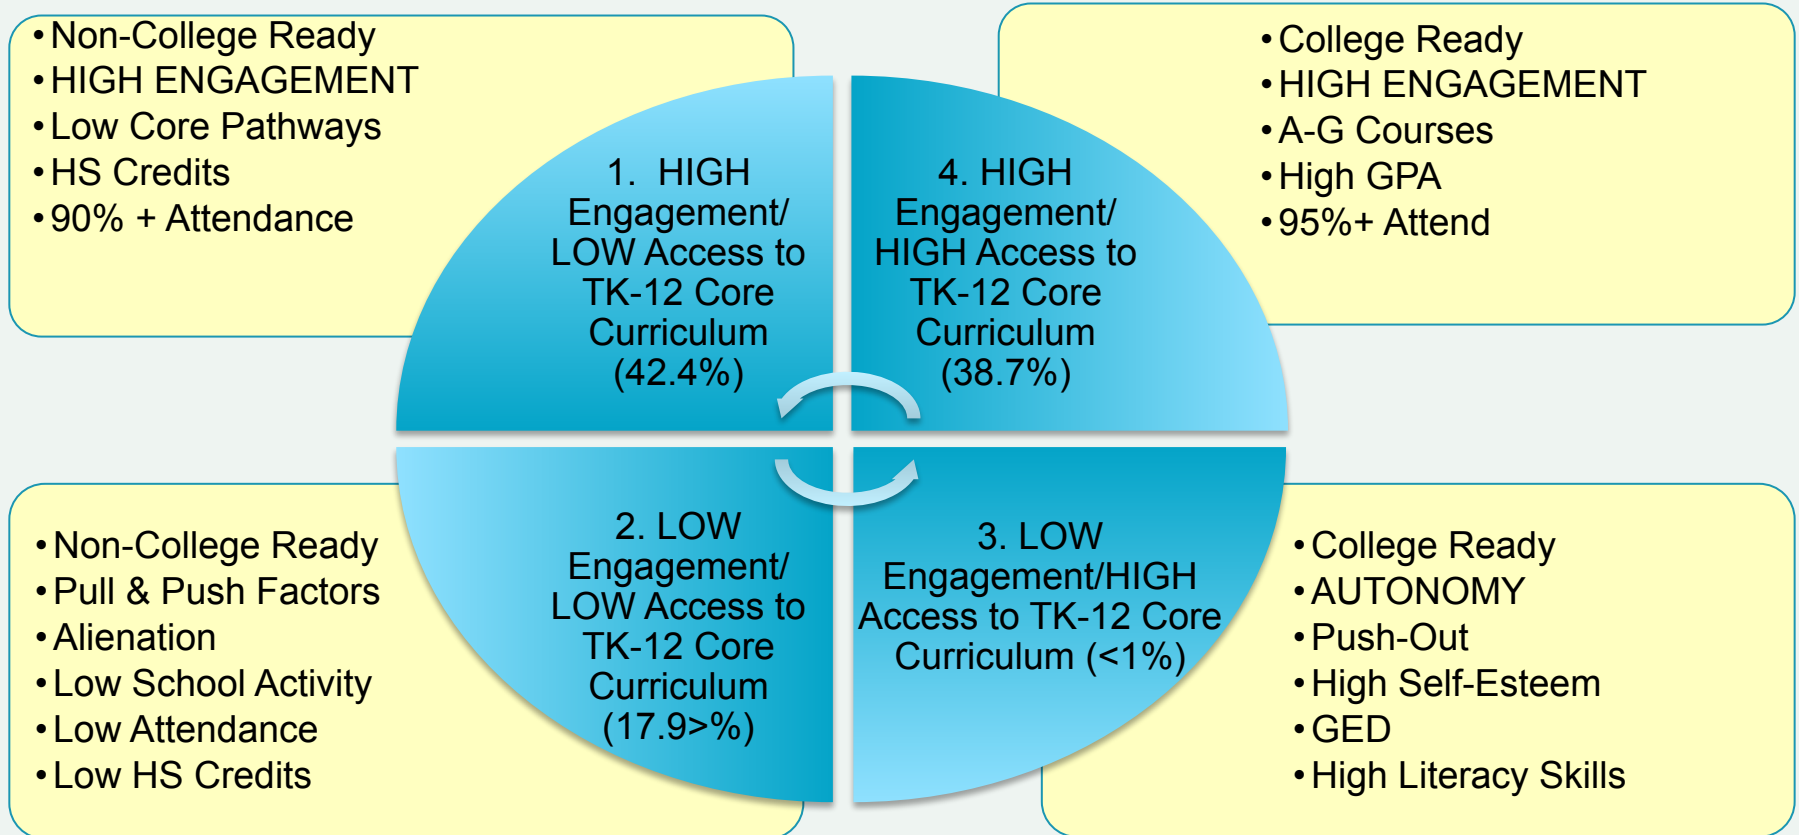 • Non-College Ready
• HIGH ENGAGEMENT
• Low Core Pathways
• HS Credits
• 90% + Attendance
1. HIGH
Engagement/
LOW Access to
TK-12 Core
Curriculum
(42.4%)
4. HIGH
Engagement/
HIGH Access to
TK-12 Core
Curriculum
(38.7%)
• College Ready
• HIGH ENGAGEMENT
• A-G Courses
• High GPA
• 95%+ Attend
• Non-College Ready
• Pull & Push Factors
• Alienation
• Low School Activity
• Low Attendance
• Low HS Credits
2. LOW
Engagement/
LOW Access to
TK-12 Core
Curriculum
(17.9>%)
3. LOW
Engagement/HIGH
Access to TK-12 Core
Curriculum (<1%)
• College Ready
• AUTONOMY
• Push-Out
• High Self-Esteem
• GED
• High Literacy Skills